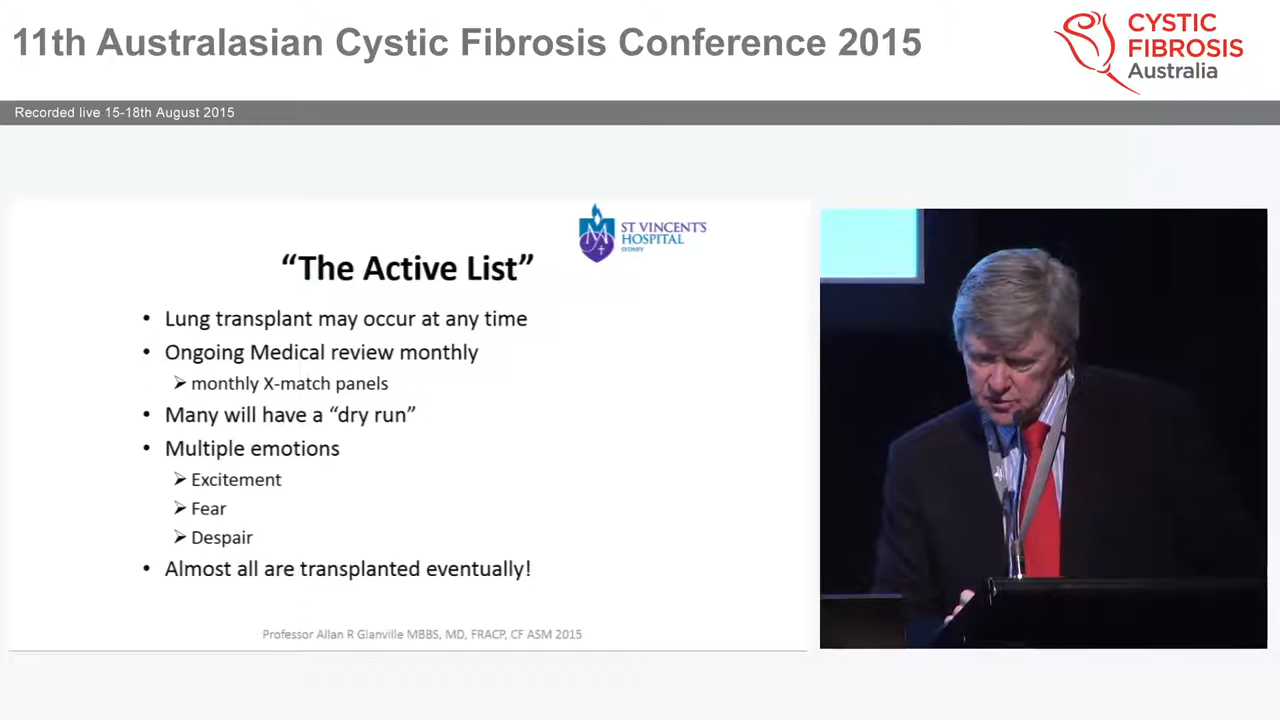 11th Australasian Cystic Fibrosis Conference 2015
CYSTIC
FIBROSIS
Australia
Recorded live 15-18th August 2015
ST VINCENT'S
HOSPITAL
SYDNEY
“The Active List”
• Lung transplant may occur at any time
• Ongoing Medical review monthly
➢ monthly X-match panels
• Many will have a “dry run”
• Multiple emotions
➢ Excitement
➢ Fear
➢ Despair
• Almost all are transplanted eventually!
Professor Allan R Glanville MBBS, MD, FRACP, CF ASM 2015